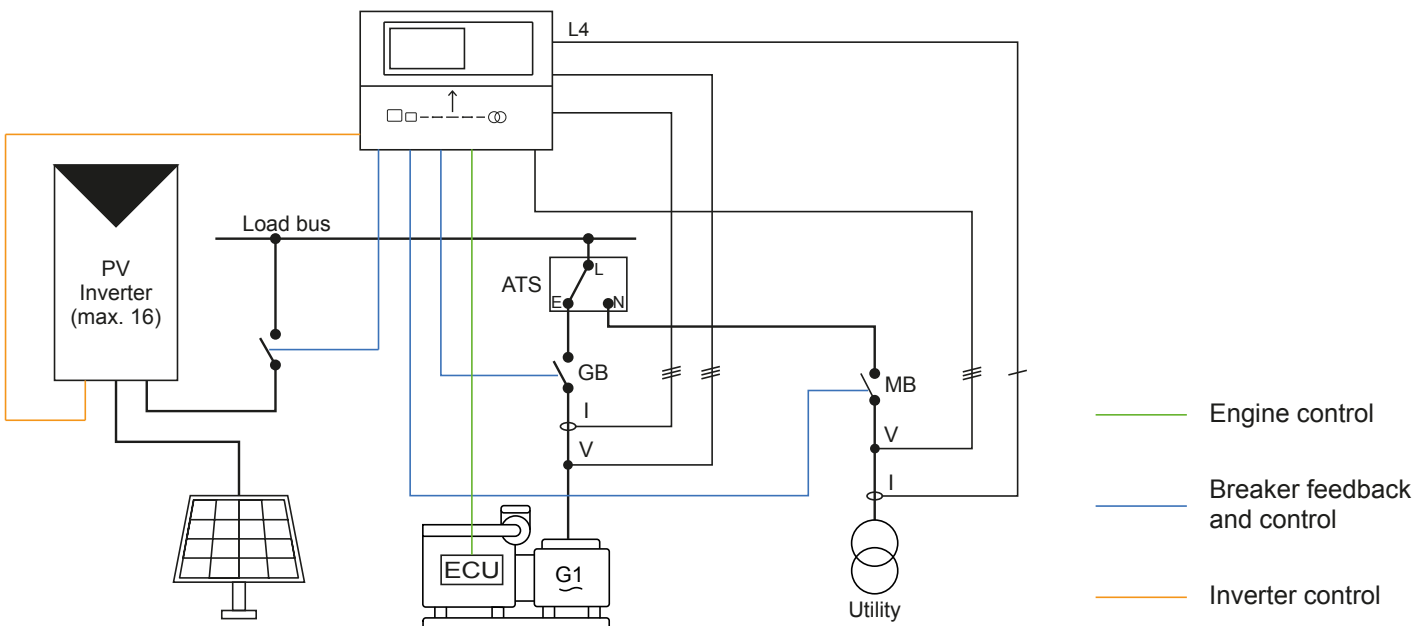 L4
Load bus
PV
Inverter
(max. 16)
ATS
L
E
N
GB
MB
I
V
V
I
ECU
G1
Utility
Engine control
Breaker feedback
and control
Inverter control